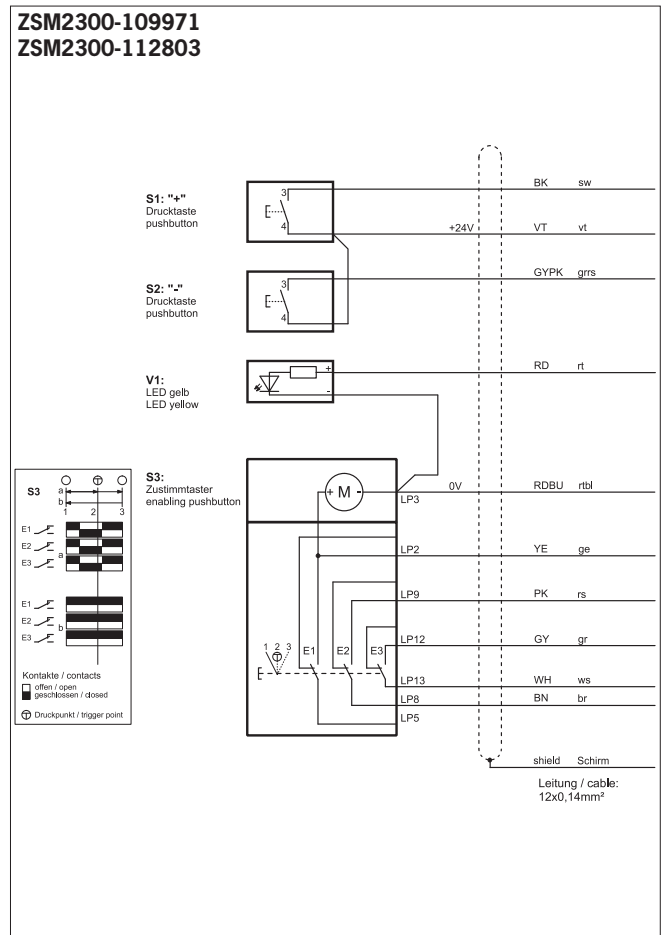 ZSM2300-109971
ZSM2300-112803
S1: "+"
Drucktaste
pushbutton
3
4
BK sw
+24V VT vt
S2: "-"
Drucktaste
pushbutton
3
4
GYPK grrs
V1:
LED gelb
LED yellow
+
-
RD rt
S3:
Zustimmtaster
enabling pushbutton
+ M -
LP3
0V RDBU rtbl
LP2 YE ge
LP9 PK rs
LP12 GY gr
LP13 WH ws
LP8 BN br
LP5
1 2 3
E1 E2 E3
shield Schirm
Leitung / cable:
12x0,14mm²
S3
a
b
1 2 3
E1
E2
a
E3
E1
E2
b
E3
Kontakte / contacts
offen / open
geschlossen / closed
Druckpunkt / trigger point